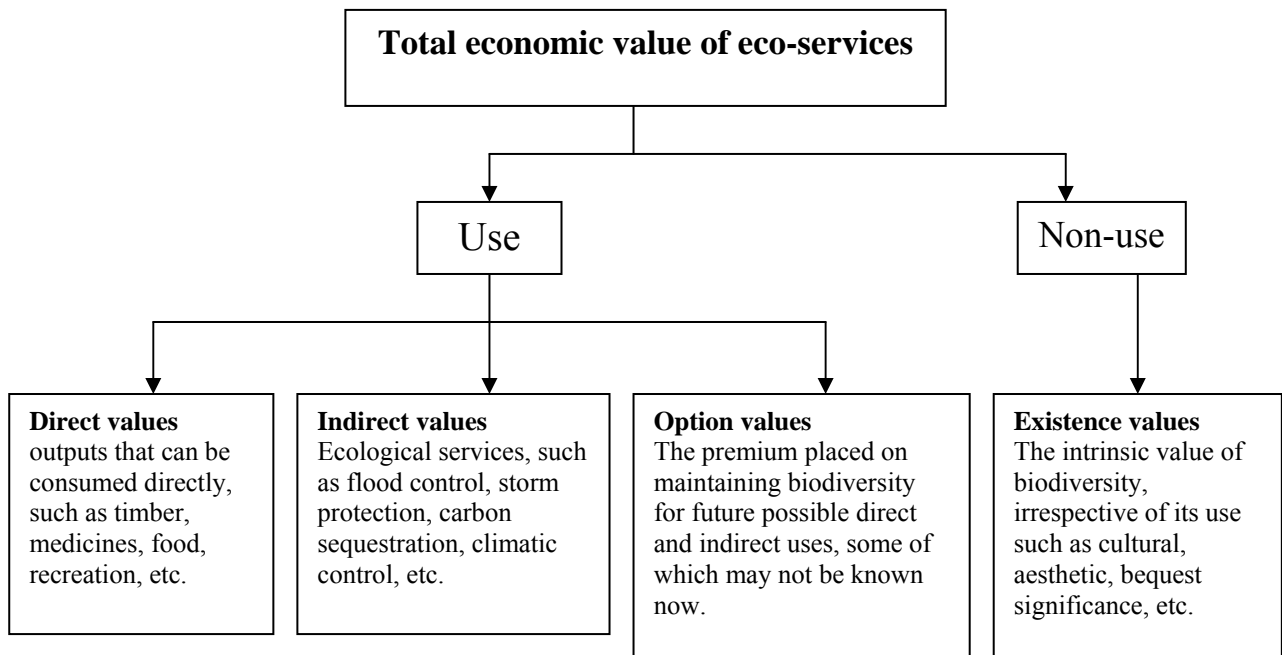 Total economic value of eco-services
Use
Non-use
Direct values
outputs that can be
consumed directly,
such as timber,
medicines, food,
recreation, etc.
Indirect values
Ecological services, such
as flood control, storm
protection, carbon
sequestration, climatic
control, etc.
Option values
The premium placed on
maintaining biodiversity
for future possible direct
and indirect uses, some of
which may not be known
now.
Existence values
The intrinsic value of
biodiversity,
irrespective of its use
such as cultural,
aesthetic, bequest
significance, etc.